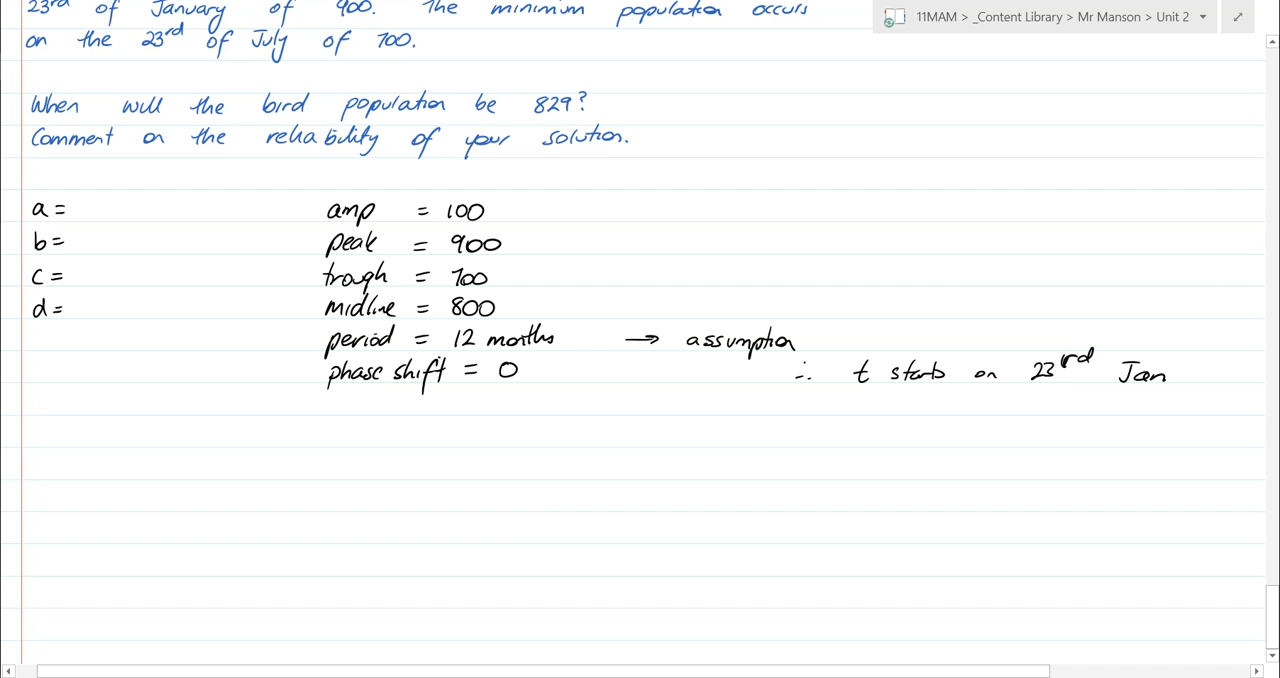 23rd of January of 900. The minimum population occurs
11MAM > _Content Library > Mr Manson > Unit 2
on the 23rd of July of 700.
When will the bird population be 829?
Comment on the reliability of your solution.
a = amp = 100
b = peak = 900
c = trough = 700
d = midline = 800
period = 12 months → assumption
phase shift = 0 ∴ t starts on 23rd Jan